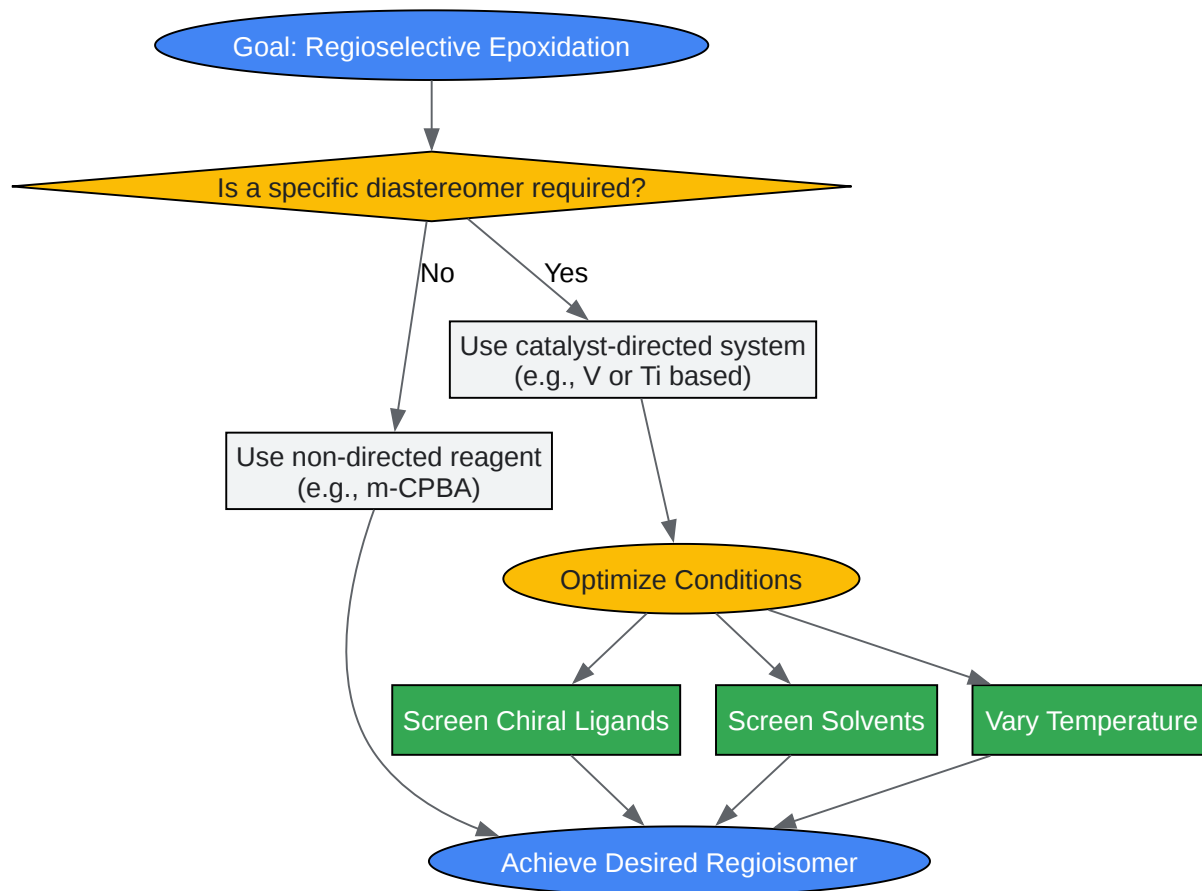 Goal: Regioselective Epoxidation
Is a specific diastereomer required?
No
Yes
Use catalyst-directed system
(e.g., V or Ti based)
Use non-directed reagent
(e.g., m-CPBA)
Optimize Conditions
Screen Chiral Ligands
Screen Solvents
Vary Temperature
Achieve Desired Regioisomer